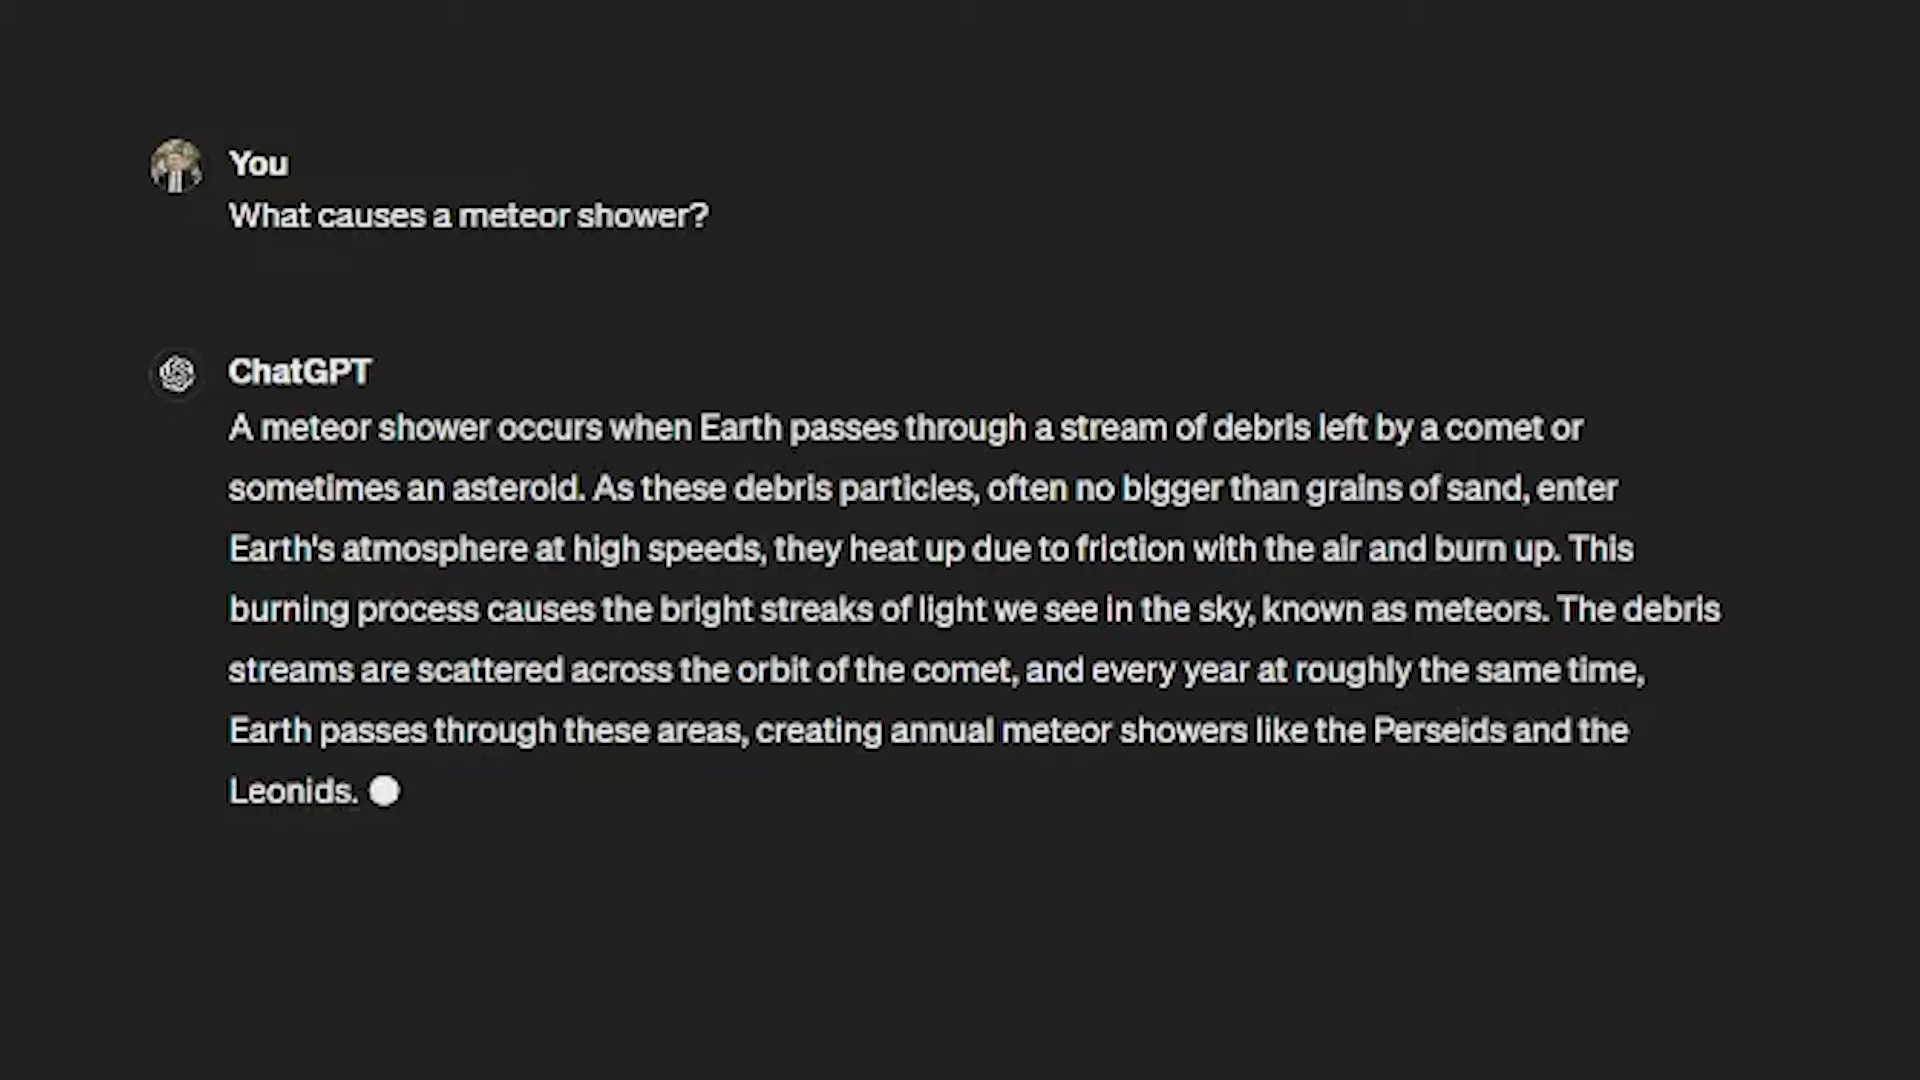 You
What causes a meteor shower?
ChatGPT
A meteor shower occurs when Earth passes through a stream of debris left by a comet or
sometimes an asteroid. As these debris particles, often no bigger than grains of sand, enter
Earth's atmosphere at high speeds, they heat up due to friction with the air and burn up. This
burning process causes the bright streaks of light we see in the sky, known as meteors. The debris
streams are scattered across the orbit of the comet, and every year at roughly the same time,
Earth passes through these areas, creating annual meteor showers like the Perseids and the
Leonids.